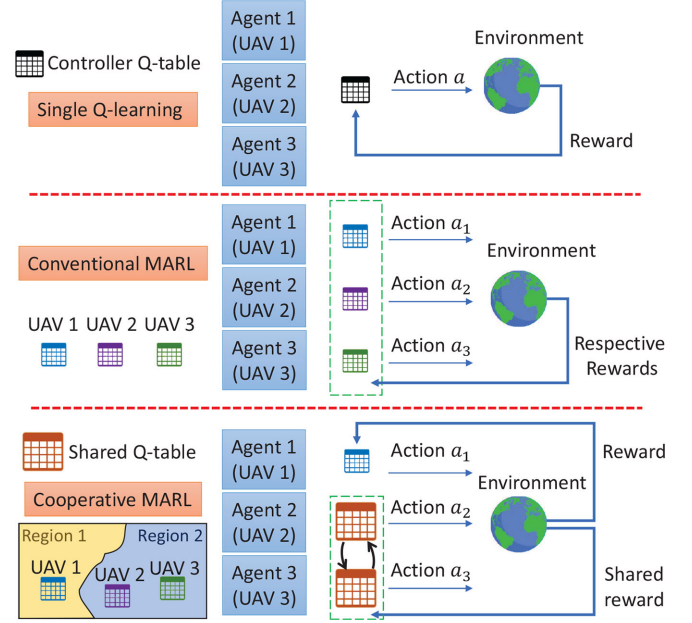 Controller Q-table
Single Q-learning
Agent 1
(UAV 1)
Agent 2
(UAV 2)
Agent 3
(UAV 3)
Action a
Environment
Reward
Conventional MARL
UAV 1 UAV 2 UAV 3
Agent 1
(UAV 1)
Agent 2
(UAV 2)
Agent 3
(UAV 3)
Action a₁
Action a₂
Action a₃
Environment
Respective
Rewards
Shared Q-table
Cooperative MARL
Region 1 Region 2
UAV 1 UAV 2 UAV 3
Agent 1
(UAV 1)
Agent 2
(UAV 2)
Agent 3
(UAV 3)
Action a₁
Action a₂
Action a₃
Environment
Reward
Shared
reward